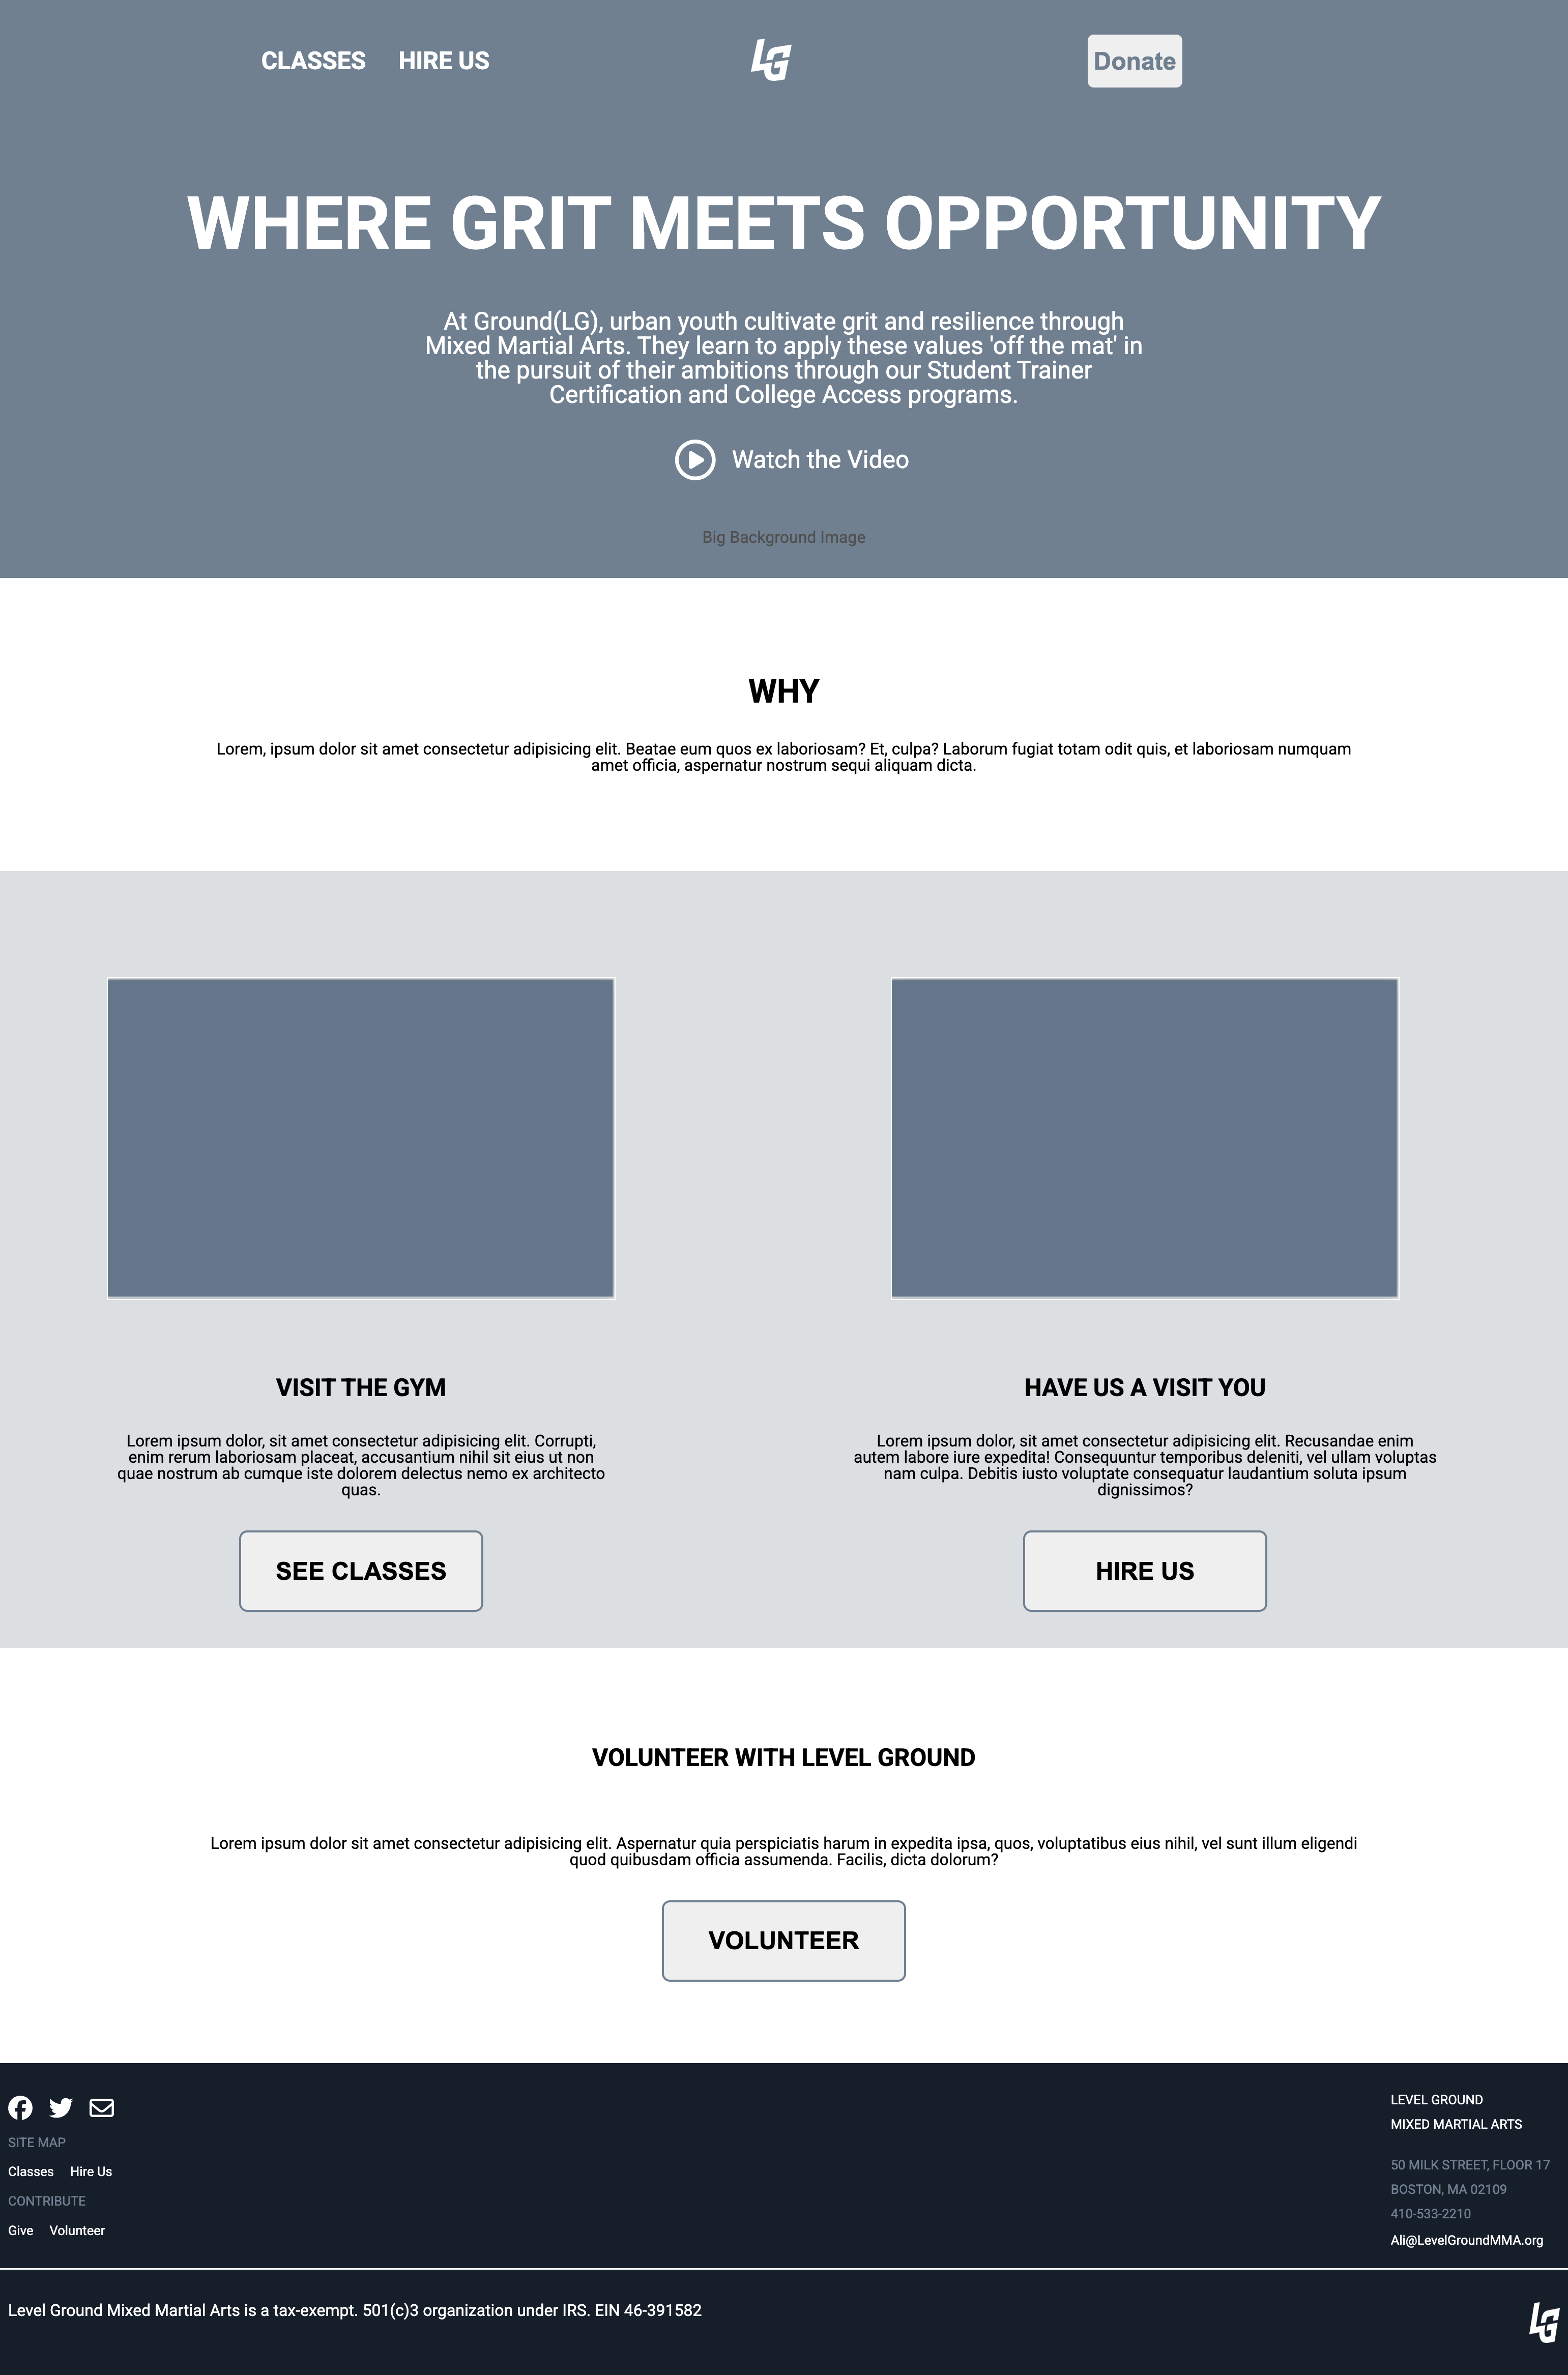 CLASSES HIRE US LG Donate
WHERE GRIT MEETS OPPORTUNITY
At Ground(LG), urban youth cultivate grit and resilience through
Mixed Martial Arts. They learn to apply these values 'off the mat' in
the pursuit of their ambitions through our Student Trainer
Certification and College Access programs.
Watch the Video
Big Background Image
WHY
Lorem, ipsum dolor sit amet consectetur adipisicing elit. Beatae eum quos ex laboriosam? Et, culpa? Laborum fugiat totam odit quis, et laboriosam numquam
amet officia, aspernatur nostrum sequi aliquam dicta.
VISIT THE GYM
Lorem ipsum dolor, sit amet consectetur adipisicing elit. Corrupti,
enim rerum laboriosam placeat, accusantium nihil sit eius ut non
quae nostrum ab cumque iste dolorem delectus nemo ex architecto
quas.
SEE CLASSES
HAVE US A VISIT YOU
Lorem ipsum dolor, sit amet consectetur adipisicing elit. Recusandae enim
autem labore iure expedita! Consequuntur temporibus deleniti, vel ullam voluptas
nam culpa. Debitis iusto voluptate consequatur laudantium soluta ipsum
dignissimos?
HIRE US
VOLUNTEER WITH LEVEL GROUND
Lorem ipsum dolor sit amet consectetur adipisicing elit. Aspernatur quia perspiciatis harum in expedita ipsa, quos, voluptatibus eius nihil, vel sunt illum eligendi
quod quibusdam officia assumenda. Facilis, dicta dolorum?
VOLUNTEER
SITE MAP
Classes Hire Us
CONTRIBUTE
Give Volunteer
LEVEL GROUND
MIXED MARTIAL ARTS
50 MILK STREET, FLOOR 17
BOSTON, MA 02109
410-533-2210
Ali@LevelGroundMMA.org
Level Ground Mixed Martial Arts is a tax-exempt. 501(c)3 organization under IRS. EIN 46-391582
LG